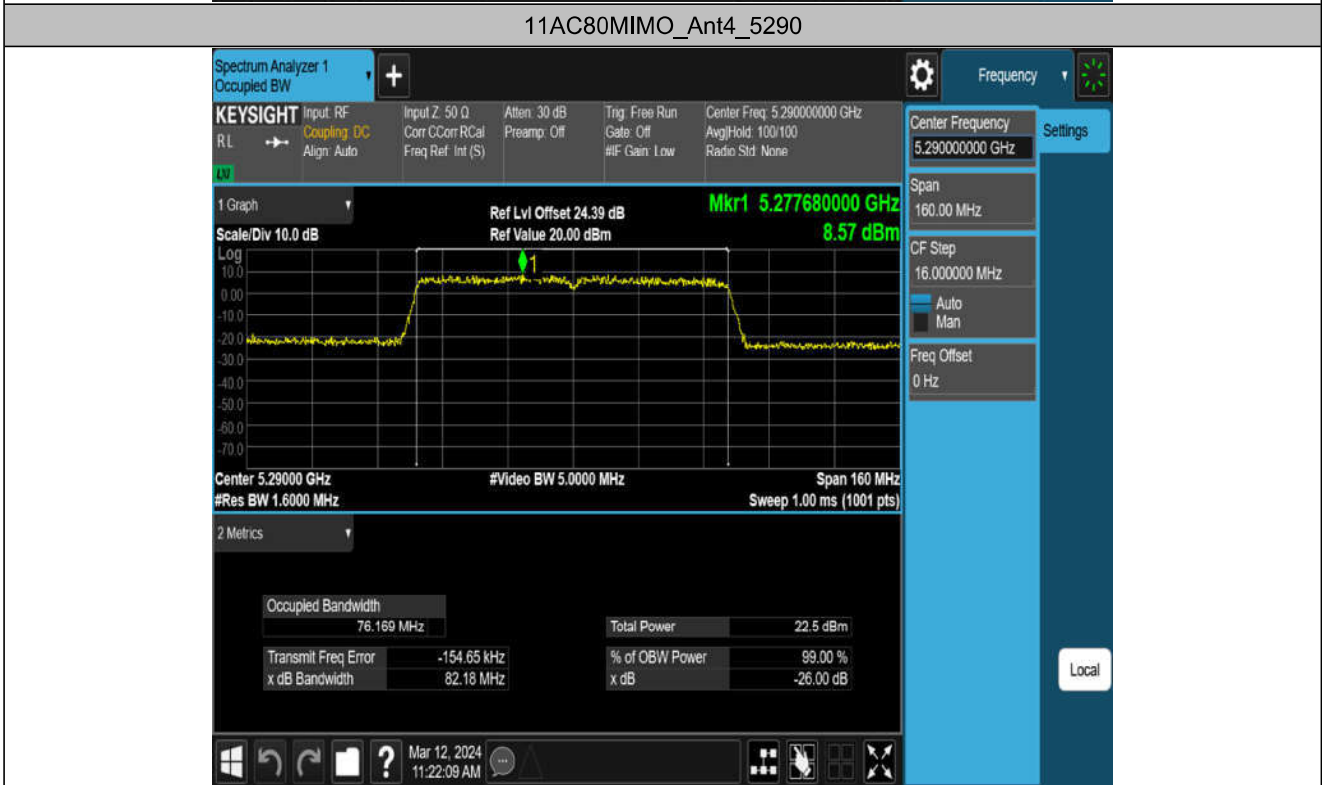 11AC80MIMO_Ant4_5290
Spectrum Analyzer 1
Occupied BW
+
Frequency
KEYSIGHT
RL
LXI
Input: RF
Coupling: DC
Align: Auto
Input Z: 50 Ω
Corr CCorr RCal
Freq Ref: Int (S)
Atten: 30 dB
Preamp: Off
Trig: Free Run
Gate: Off
#IF Gain: Low
Center Freq: 5.290000000 GHz
Avg|Hold: 100/100
Radio Std: None
Center Frequency
5.290000000 GHz
Settings
Span
160.00 MHz
CF Step
16.000000 MHz
Auto
Man
Freq Offset
0 Hz
Local
1 Graph
Scale/Div 10.0 dB
Ref Lvl Offset 24.39 dB
Ref Value 20.00 dBm
Mkr1 5.277680000 GHz
8.57 dBm
Log
10.0
0.00
-10.0
-20.0
-30.0
-40.0
-50.0
-60.0
-70.0
1
Center 5.29000 GHz
#Video BW 5.0000 MHz
Span 160 MHz
#Res BW 1.6000 MHz
Sweep 1.00 ms (1001 pts)
2 Metrics
Occupied Bandwidth
76.169 MHz
Total Power 22.5 dBm
Transmit Freq Error -154.65 kHz
% of OBW Power 99.00 %
x dB Bandwidth 82.18 MHz
x dB -26.00 dB
?
Mar 12, 2024
11:22:09 AM